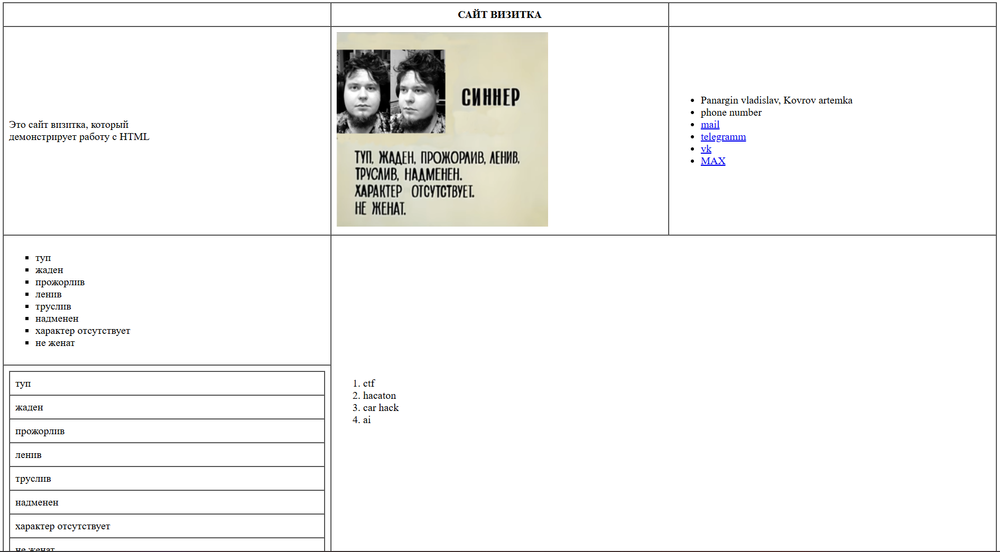 САЙТ ВИЗИТКА
Это сайт визитка, который
демонстрирует работу с HTML
СИННЕР
ТУП, ЖАДЕН, ПРОЖОРЛИВ, ЛЕНИВ,
ТРУСЛИВ, НАДМЕНЕН.
ХАРАКТЕР ОТСУТСТВУЕТ.
НЕ ЖЕНАТ.
Panargin vladislav, Kovrov artemka
phone number
mail
telegramm
vk
MAX
туп
жаден
прожорлив
ленив
труслив
надменен
характер отсутствует
не женат
туп
жаден
прожорлив
ленив
труслив
надменен
характер отсутствует
не женат
1. ctf
2. hacaton
3. car hack
4. ai